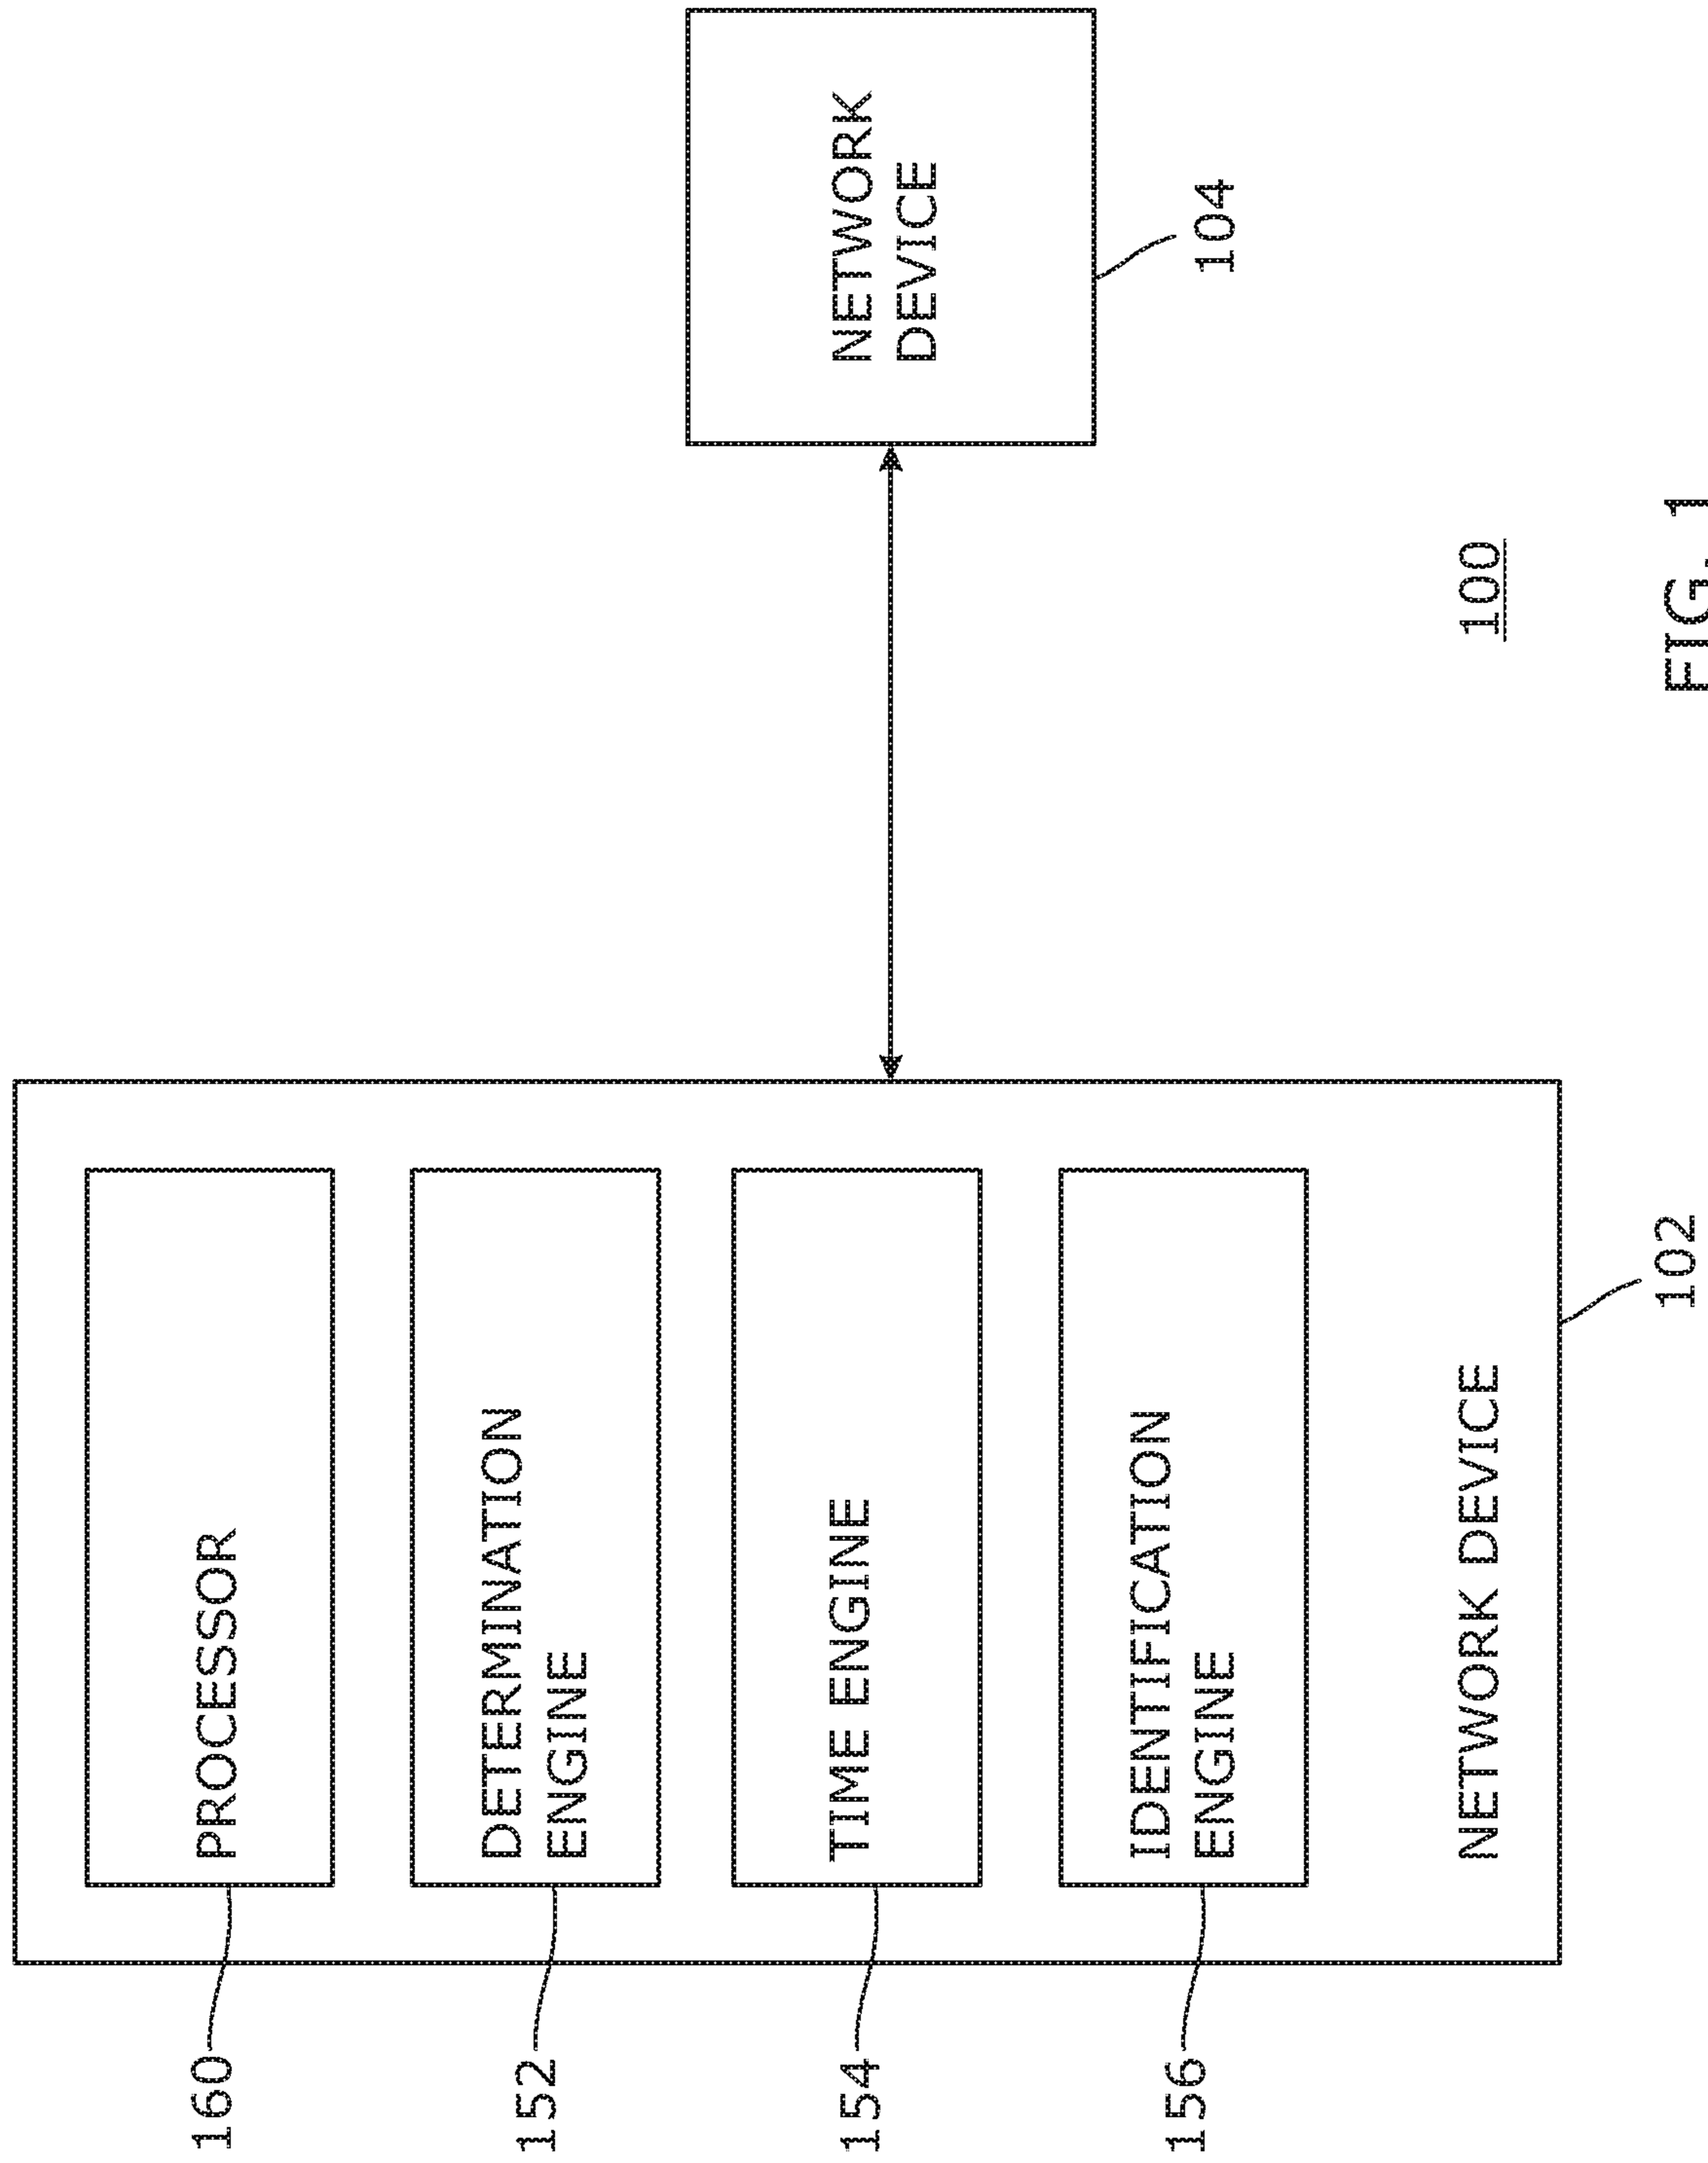 160
PROCESSOR
152
DETERMINATION
ENGINE
154
TIME ENGINE
156
IDENTIFICATION
ENGINE
NETWORK DEVICE
102
NETWORK
DEVICE
104
100
FIG. 1